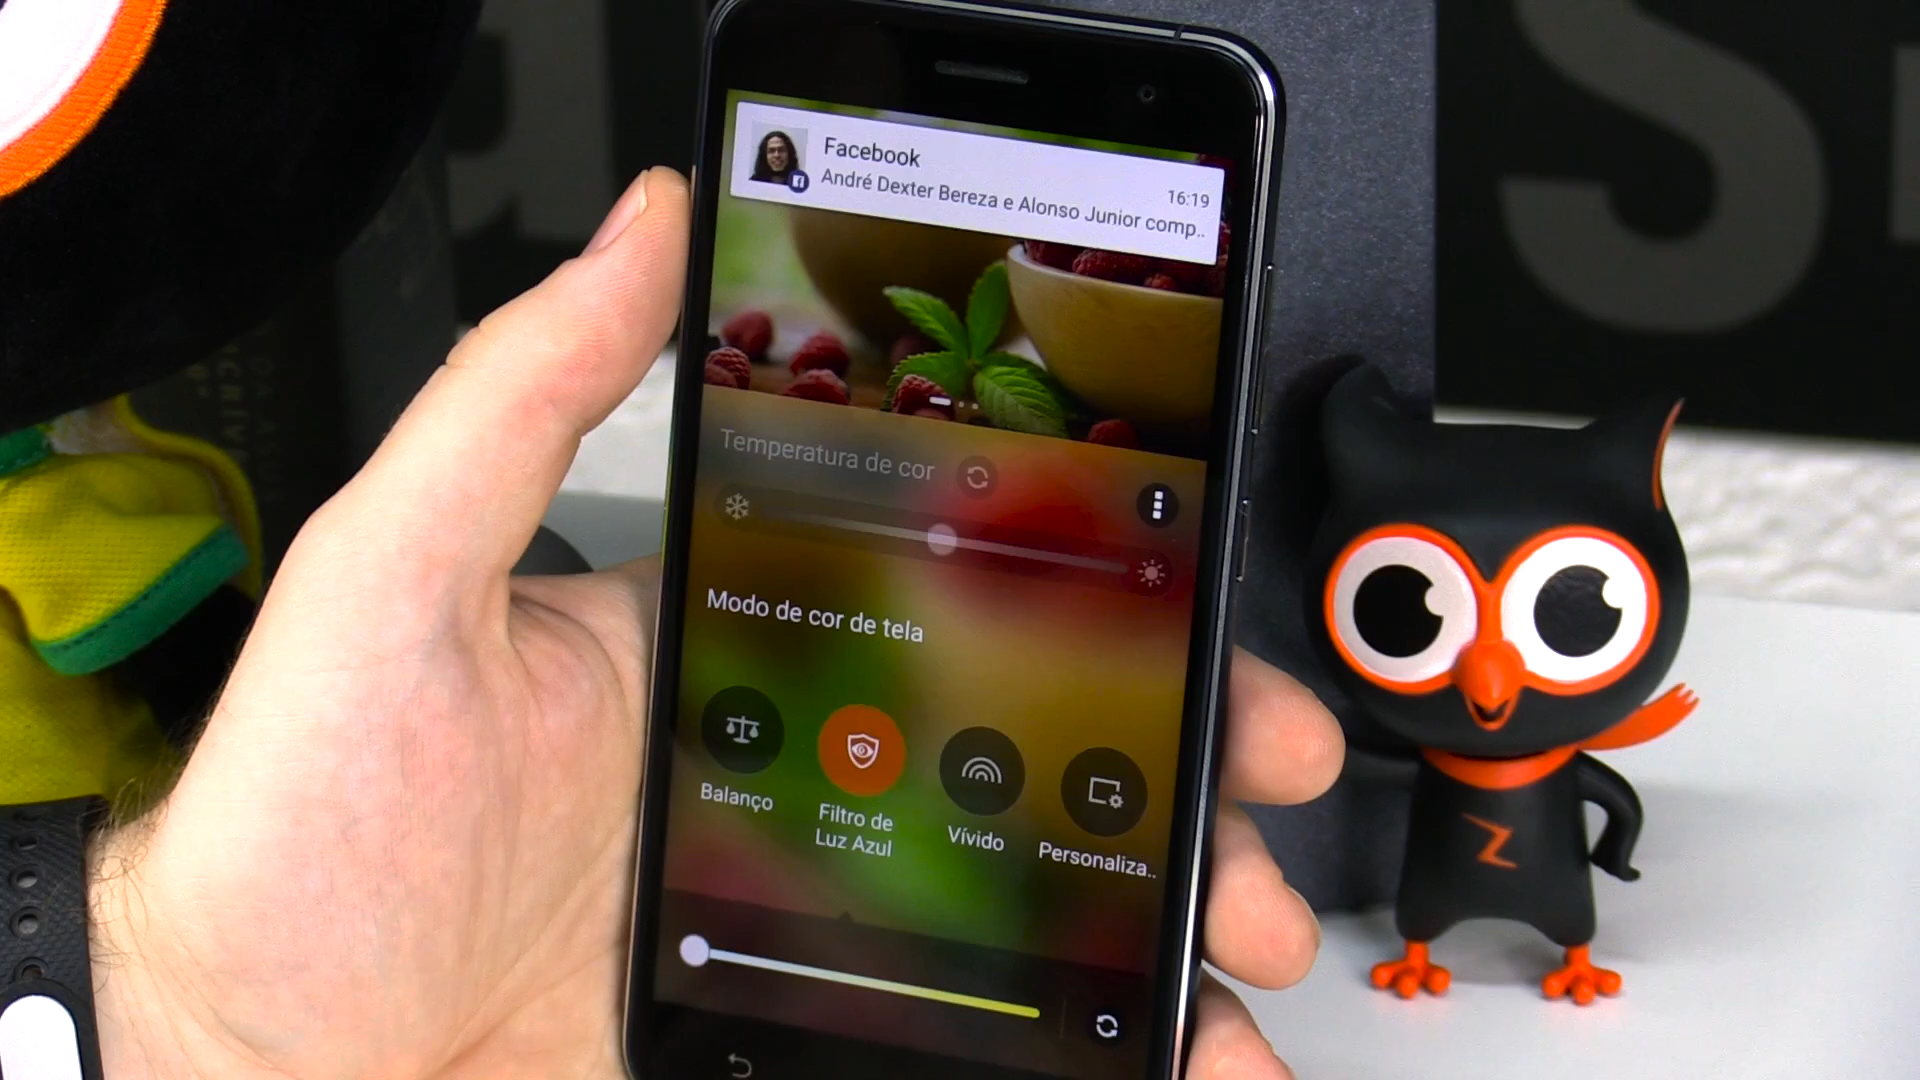 Facebook
16:19
André Dexter Bereza e Alonso Junior comp..
Temperatura de cor
Modo de cor de tela
Balanço
Filtro de
Luz Azul
Vívido
Personaliza..
S
Z